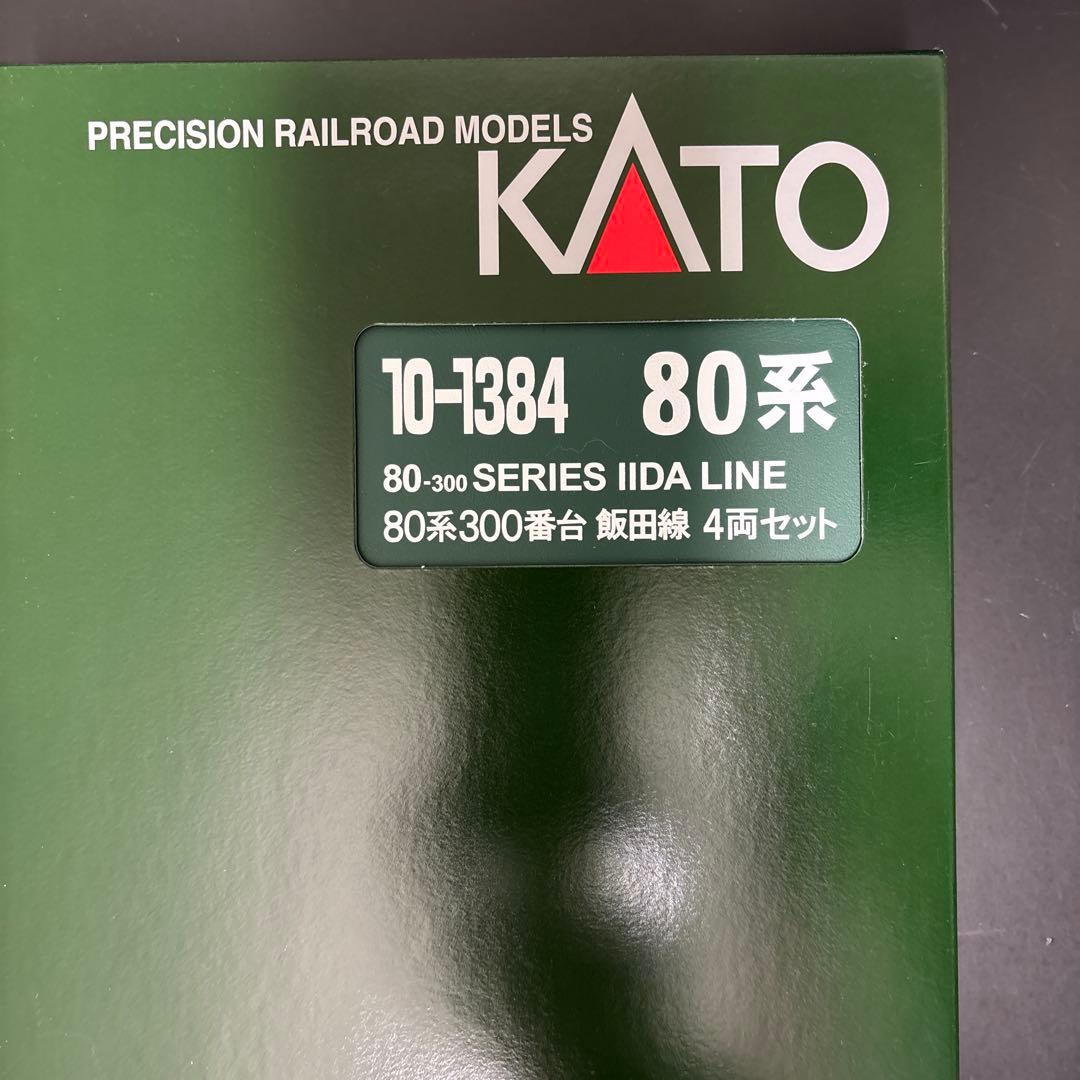 PRECISION RAILROAD MODELS
KATO
10-1384 80系
80-300 SERIES IIDA LINE
80系300番台 飯田線 4両セット